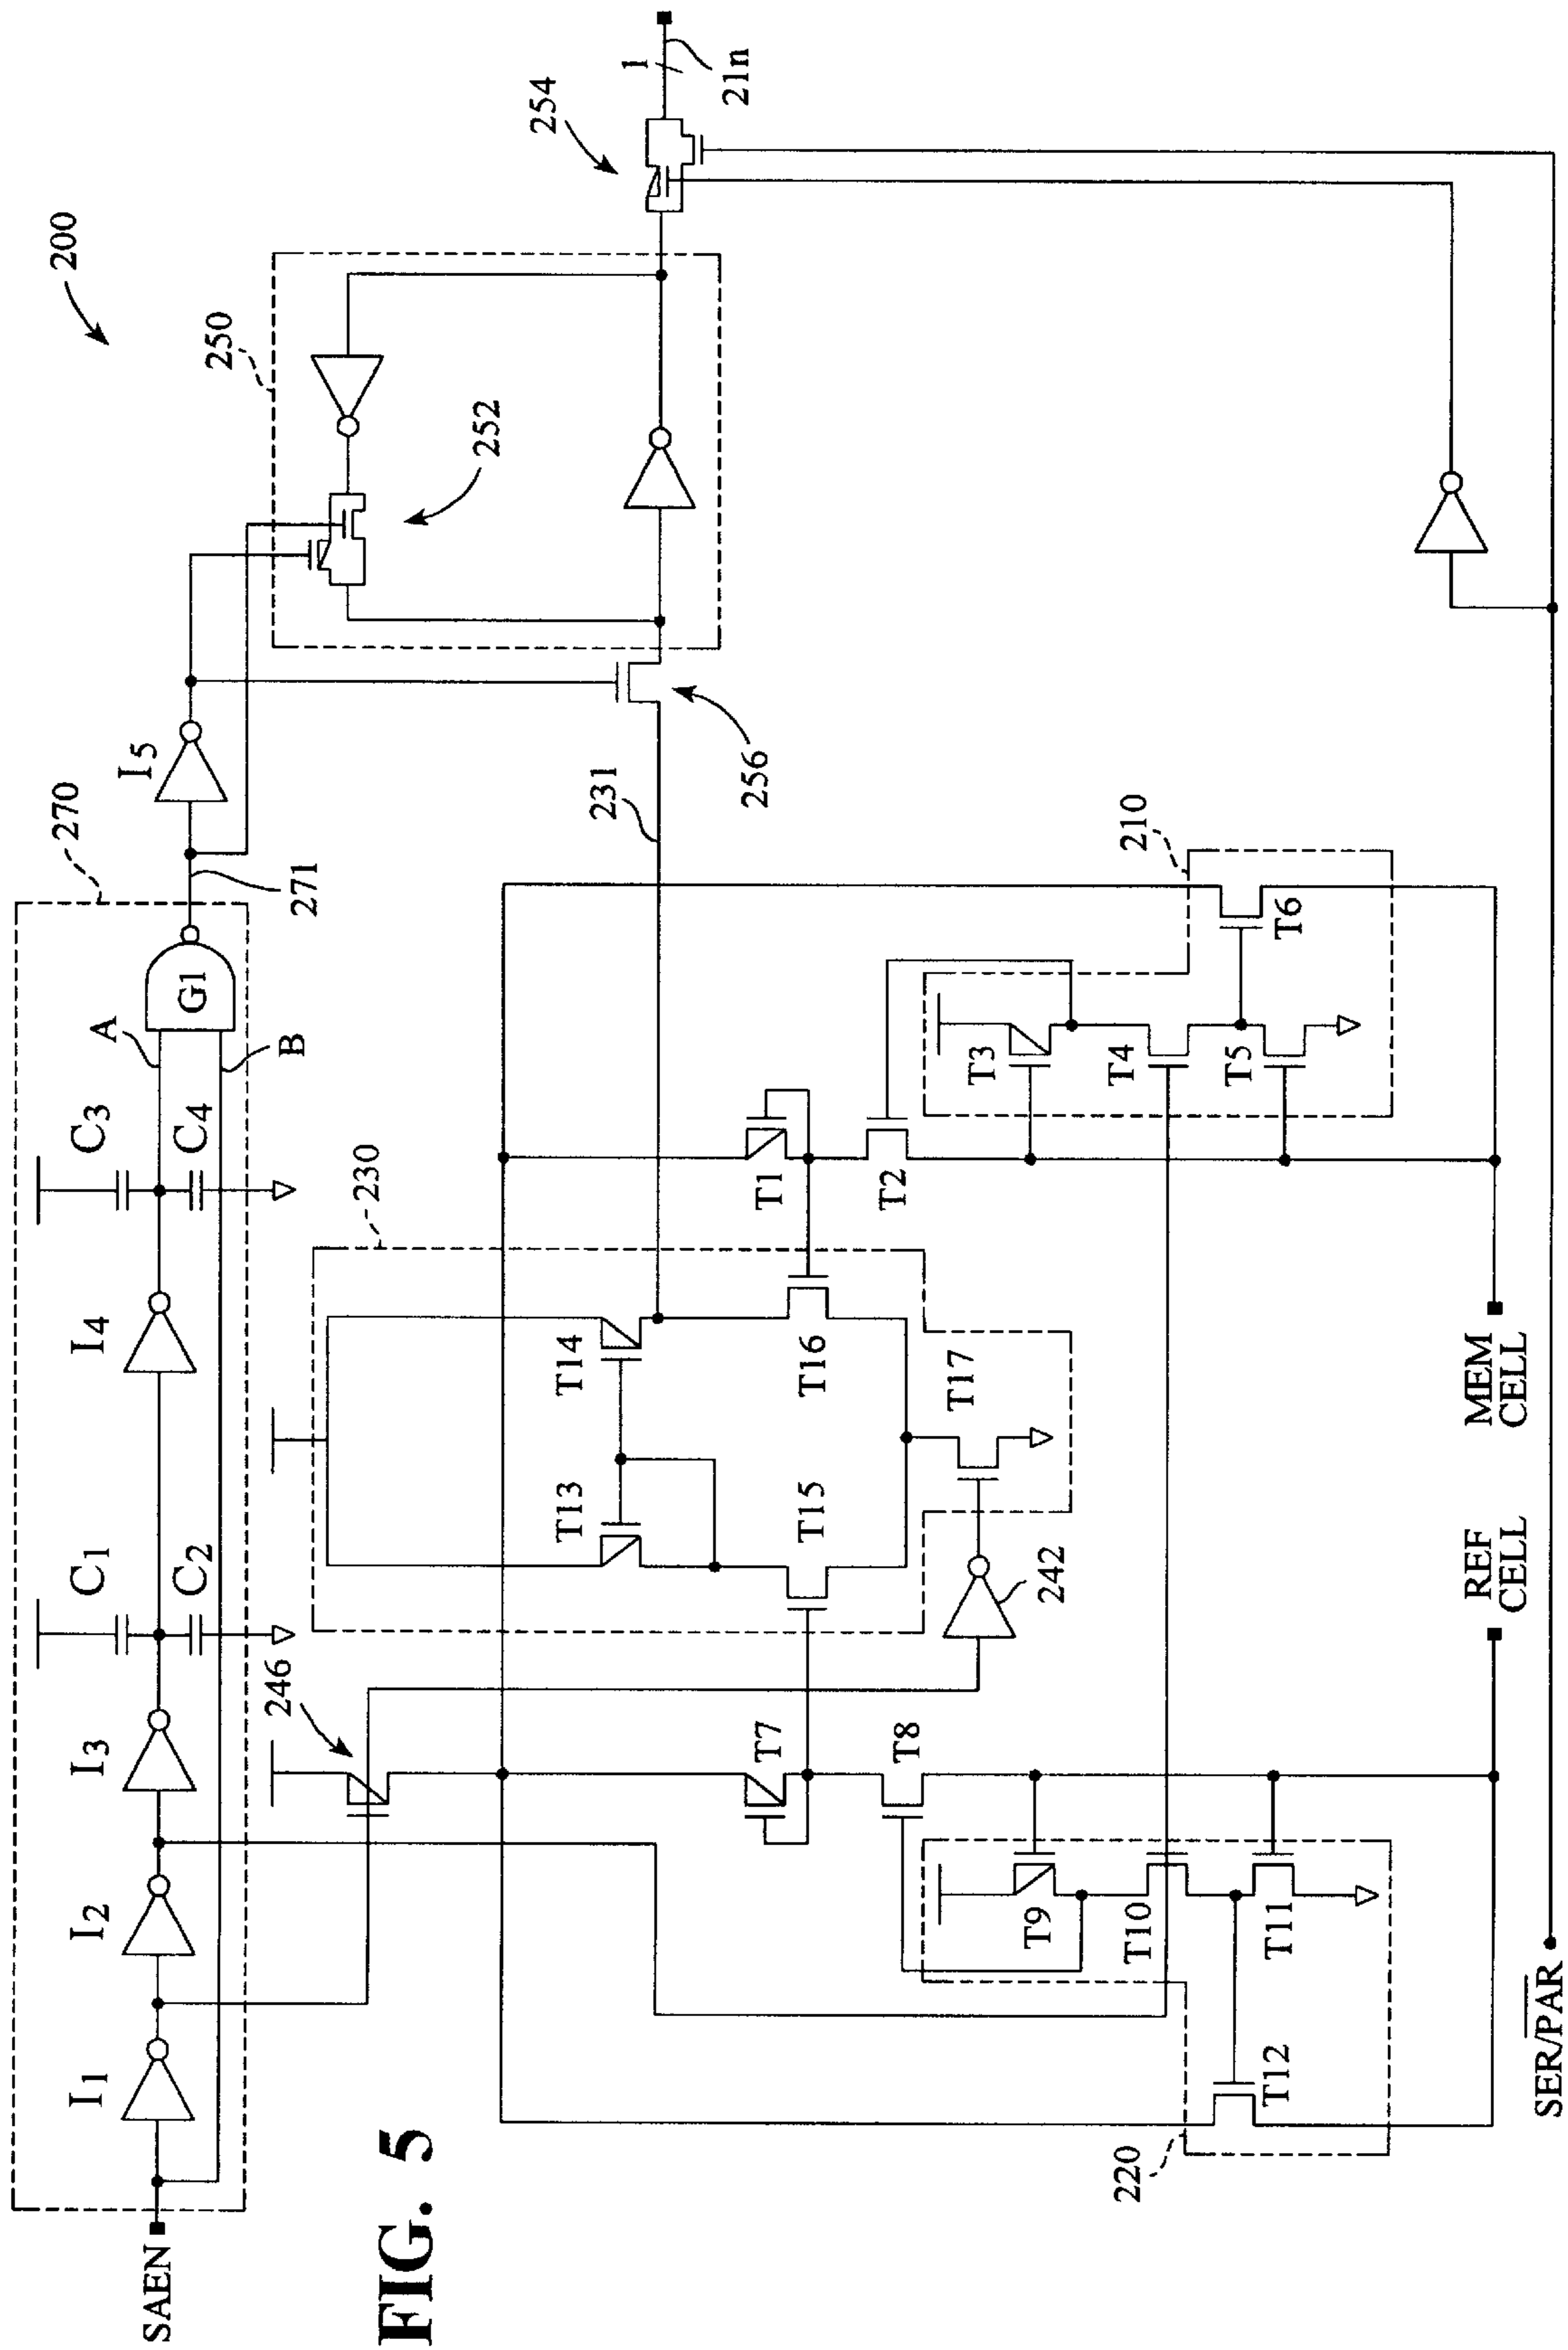 FIG. 5
200
SAEN
I1
I2
I3
C1
C2
I4
C3
C4
A
B
G1
270
271
I5
250
252
254
1
21n
256
231
246
230
T13
T14
T15
T16
T17
242
T7
T8
T9
T10
T11
T12
220
T1
T2
T3
T4
T5
T6
210
REF
CELL
MEM
CELL
SER/PAR